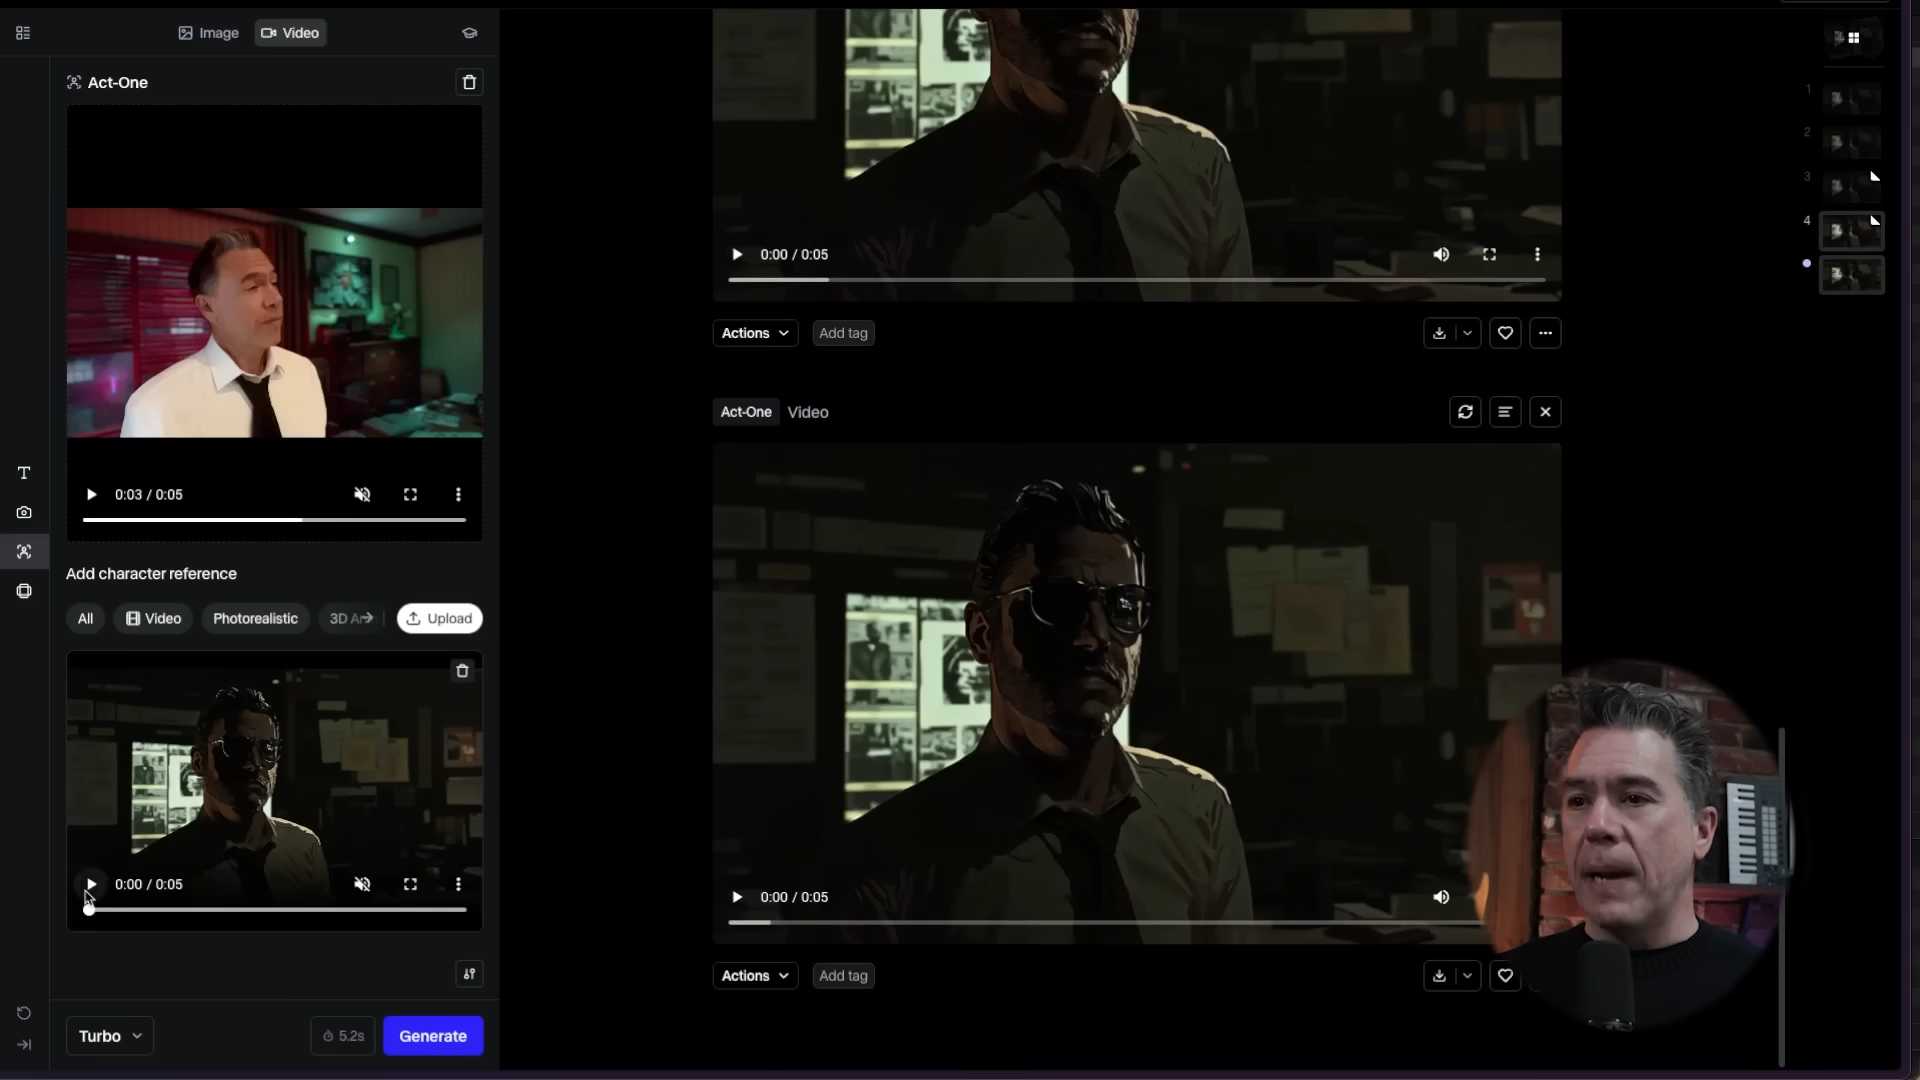 Image
Video
Act-One
0:03 / 0:05
Add character reference
All
Video
Photorealistic
3D A
Upload
0:00 / 0:05
Turbo
5.2s
Generate
0:00 / 0:05
Actions
Add tag
Act-One
Video
0:00 / 0:05
Actions
Add tag
1
2
3
4